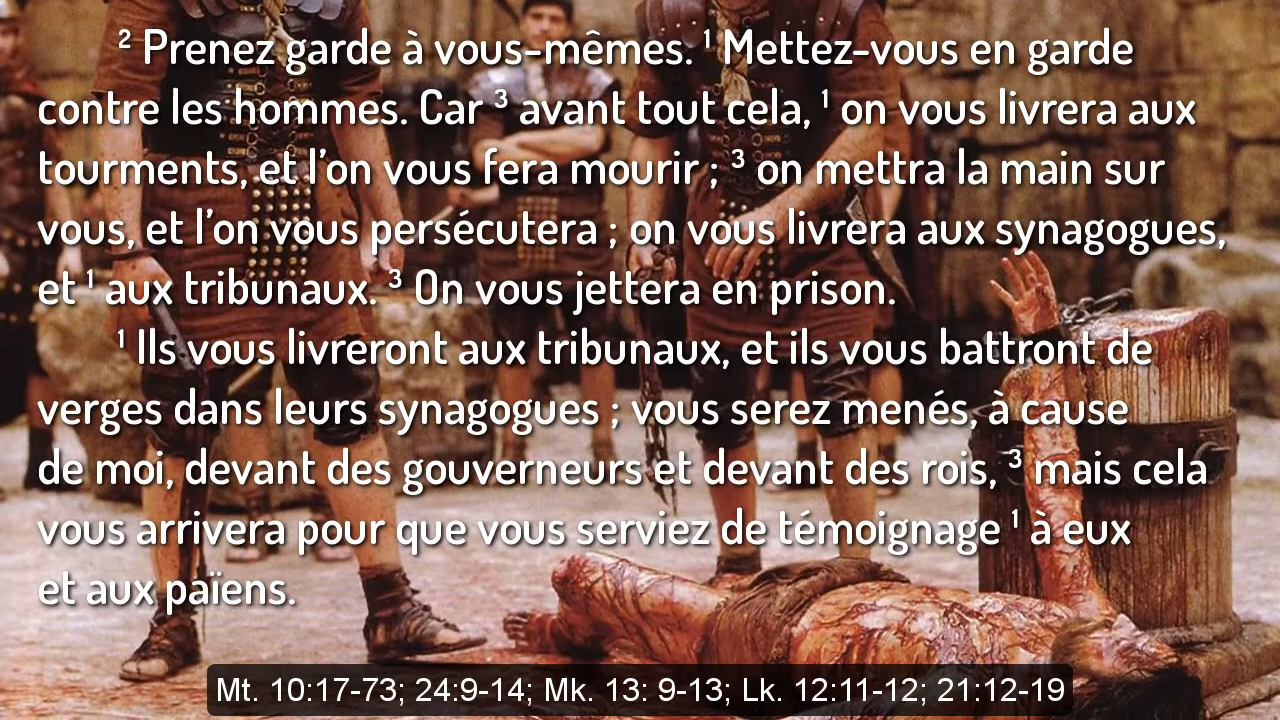 ² Prenez garde à vous-mêmes. ¹ Mettez-vous en garde
contre les hommes. Car ³ avant tout cela, ¹ on vous livrera aux
tourments, et l’on vous fera mourir ; ³ on mettra la main sur
vous, et l’on vous persécutera ; on vous livrera aux synagogues,
et ¹ aux tribunaux. ³ On vous jettera en prison.
¹ Ils vous livreront aux tribunaux, et ils vous battront de
verges dans leurs synagogues ; vous serez menés, à cause
de moi, devant des gouverneurs et devant des rois, ³ mais cela
vous arrivera pour que vous serviez de témoignage ¹ à eux
et aux païens.
Mt. 10:17-73; 24:9-14; Mk. 13: 9-13; Lk. 12:11-12; 21:12-19